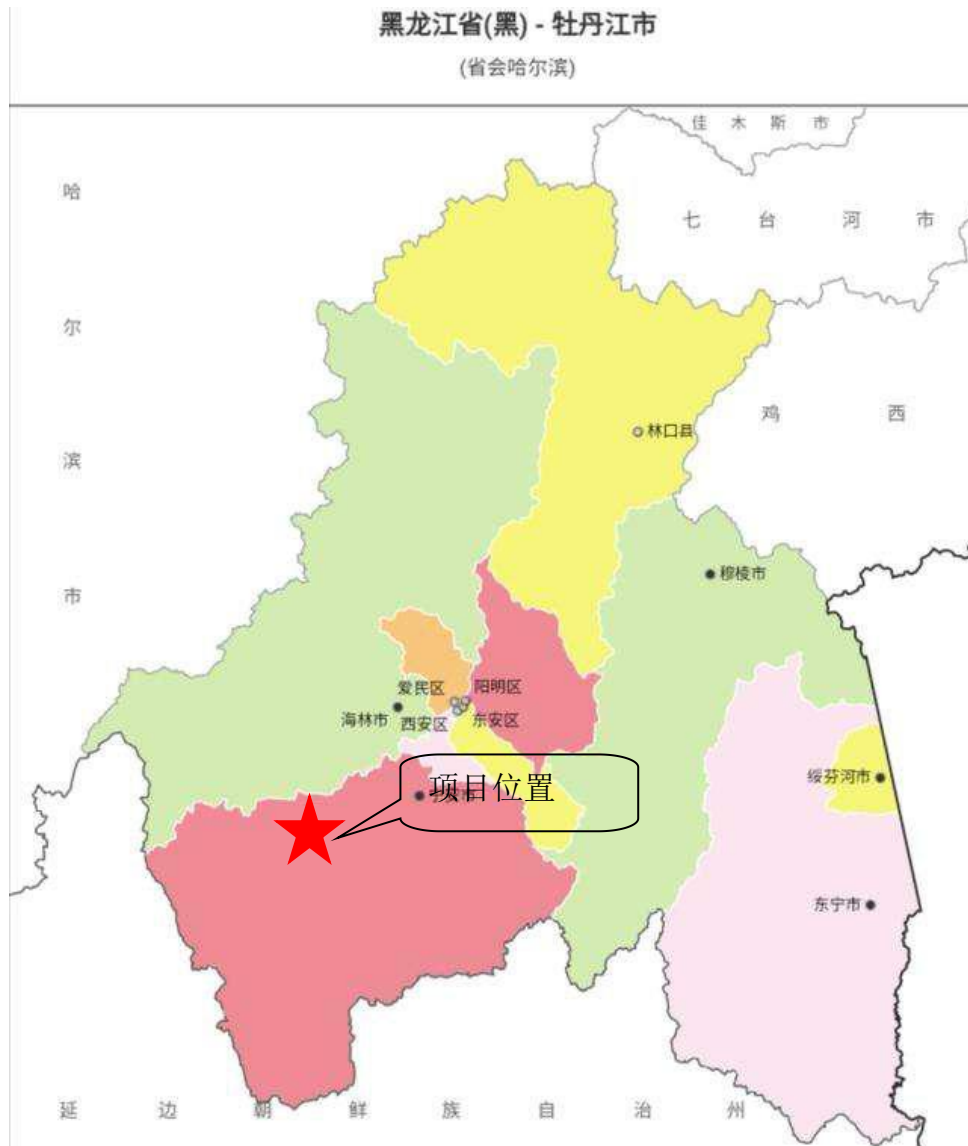 黑龙江省(黑) - 牡丹江市
(省会哈尔滨)
佳木斯市
哈尔滨市
七台河市
鸡西
林口县
穆棱市
爱民区
阳明区
海林市
西安区
东安区
项目位置
绥芬河市
东宁市
延边朝鲜族自治州